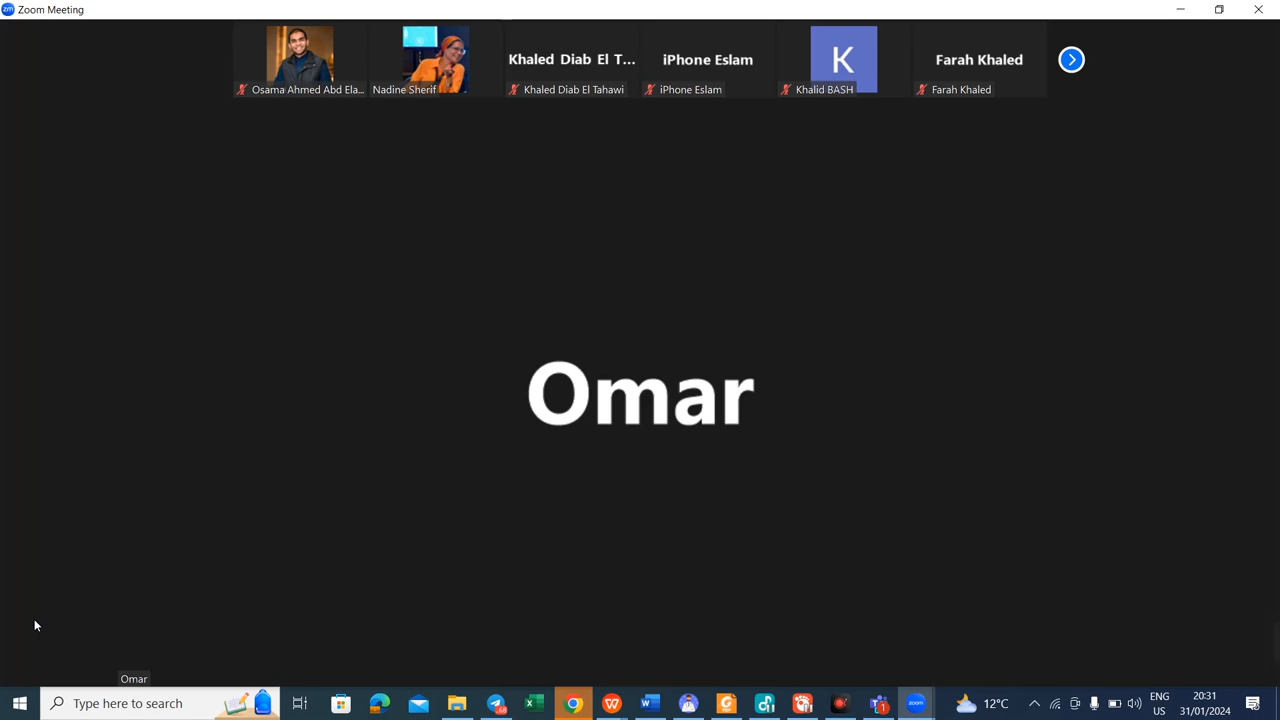 Zoom Meeting
Khaled Diab El T...
iPhone Eslam
K
Farah Khaled
Osama Ahmed Abd Ela...
Nadine Sherif
Khaled Diab El Tahawi
iPhone Eslam
Khalid BASH
Farah Khaled
Omar
Omar
Type here to search
12°C
ENG
US
20:31
31/01/2024